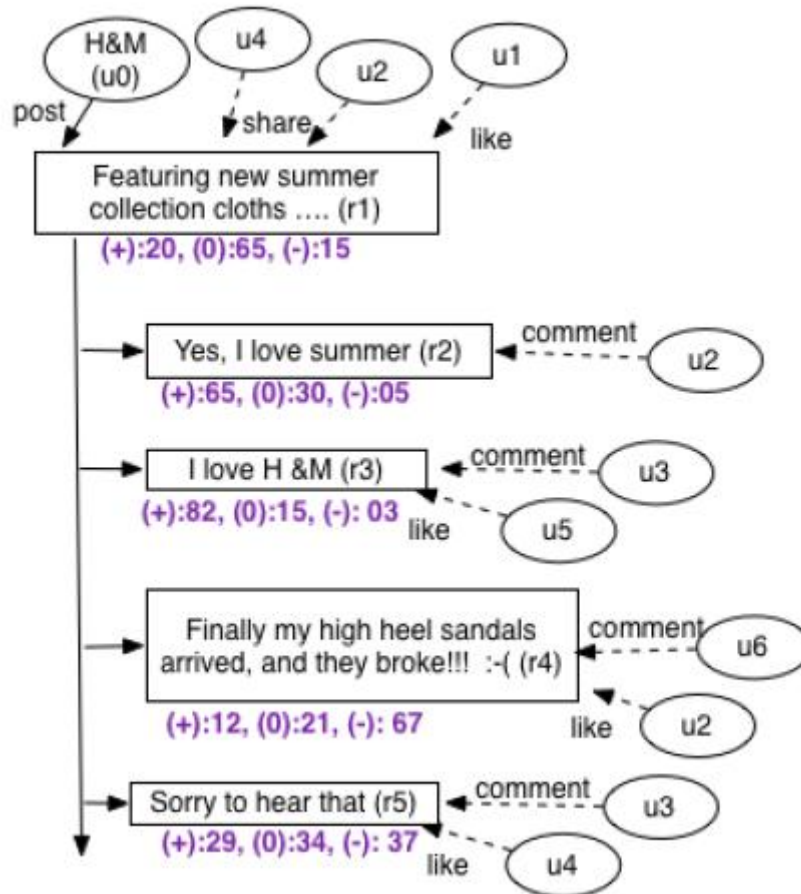 H&M
(u0)
u4
u2
u1
post
share
like
Featuring new summer
collection cloths .... (r1)
(+):20, (0):65, (-):15
comment
Yes, I love summer (r2)
u2
(+):65, (0):30, (-):05
comment
I love H &M (r3)
u3
(+):82, (0):15, (-): 03
like
u5
Finally my high heel sandals
arrived, and they broke!!! :-( (r4)
comment
u6
(+):12, (0):21, (-): 67
like
u2
Sorry to hear that (r5)
comment
u3
(+):29, (0):34, (-): 37
like
u4